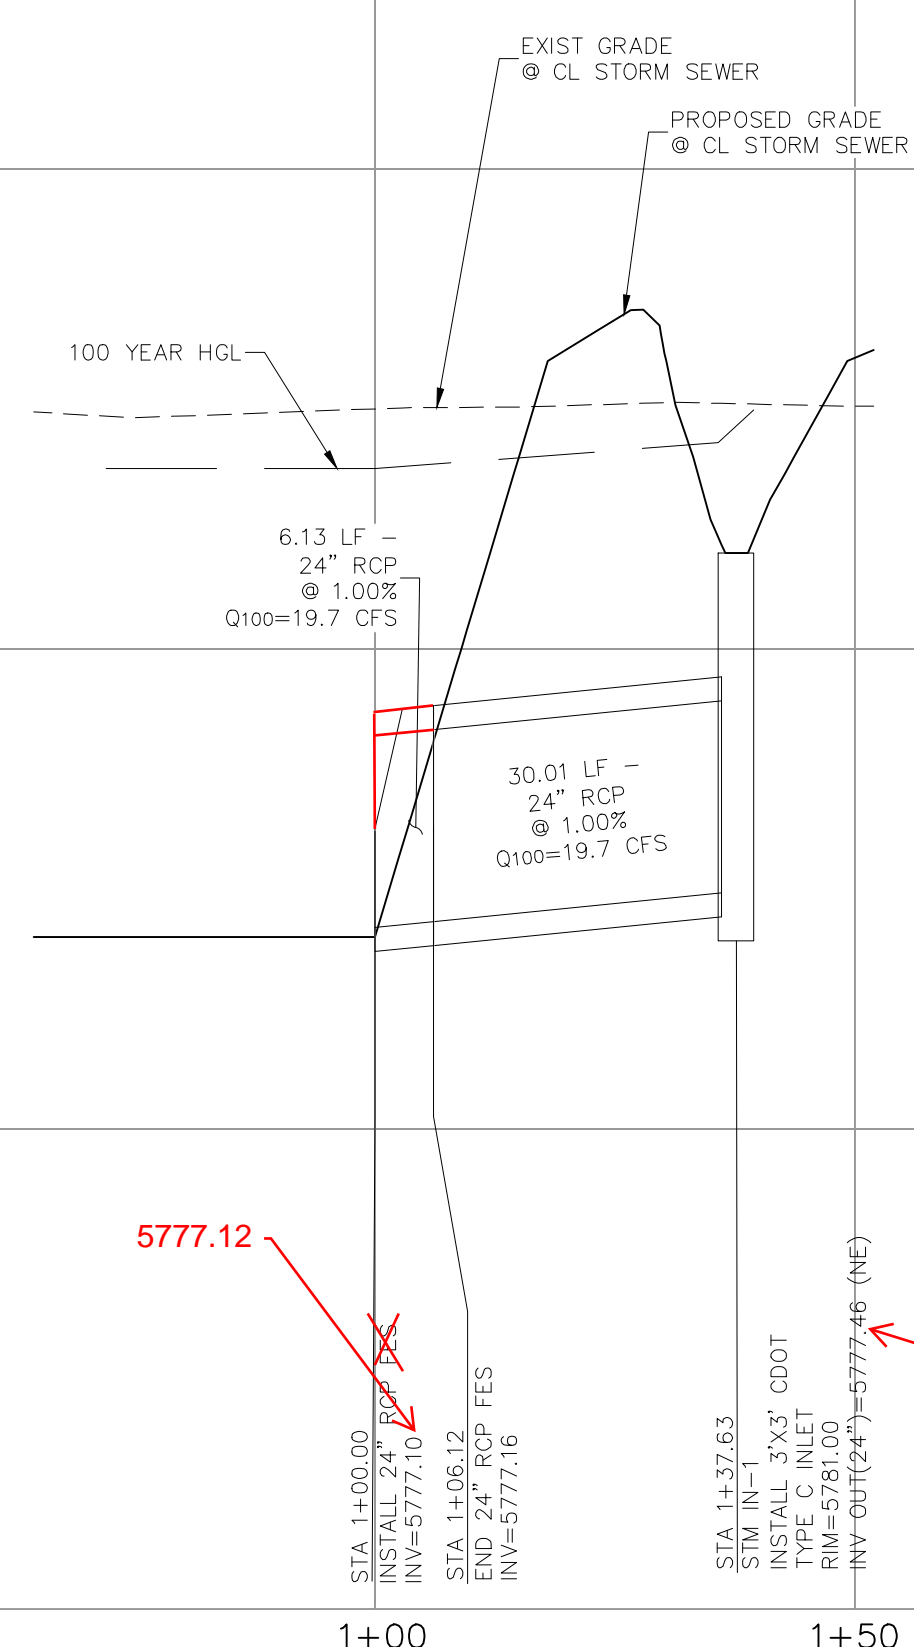 EXIST GRADE
@ CL STORM SEWER
PROPOSED GRADE
@ CL STORM SEWER
100 YEAR HGL
6.13 LF –
24" RCP
@ 1.00%
Q100=19.7 CFS
30.01 LF –
24" RCP
@ 1.00%
Q100=19.7 CFS
5777.12
STA 1+00.00
INSTALL 24" RCP FES
INV=5777.10
STA 1+06.12
END 24" RCP FES
INV=5777.16
STA 1+37.63
STM IN-1
INSTALL 3'X3' CDOT
TYPE C INLET
RIM=5781.00
INV OUT(24")=5777.46 (NE)
1+00
1+50